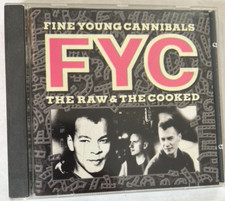 FINE YOUNG CANNIBALS
FYC
THE RAW & THE COOKED